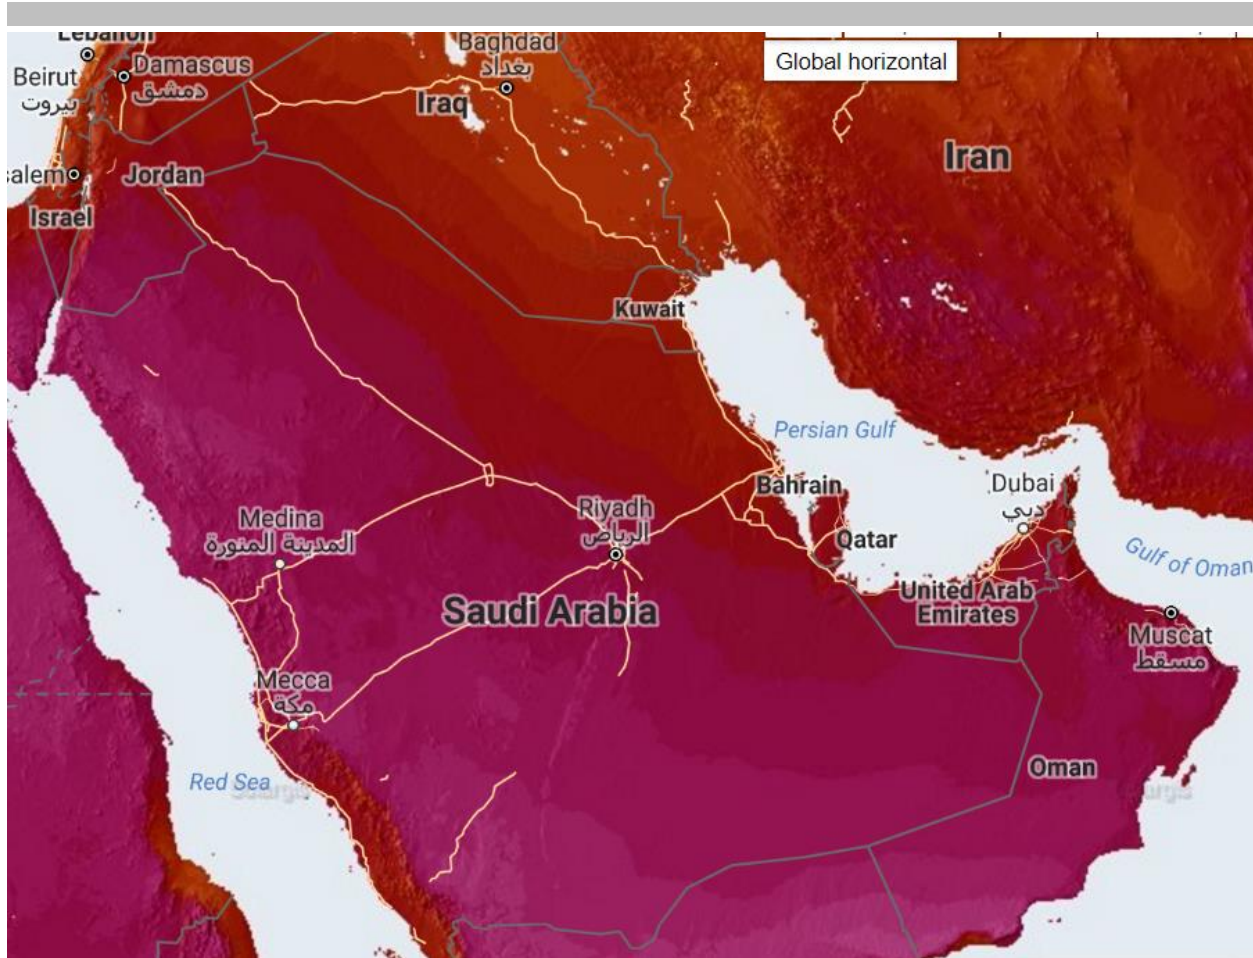 Lebanon
Baghdad
بغداد
Global horizontal
Damascus
دمشق
Beirut
بيروت
Iraq
Iran
salem
Jordan
Israel
Kuwait
Persian Gulf
Bahrain
Dubai
دبي
Medina
المدينة المنورة
Riyadh
الرياض
Qatar
Gulf of Oman
Saudi Arabia
United Arab
Emirates
Muscat
مسقط
Mecca
مكة
Oman
Red Sea